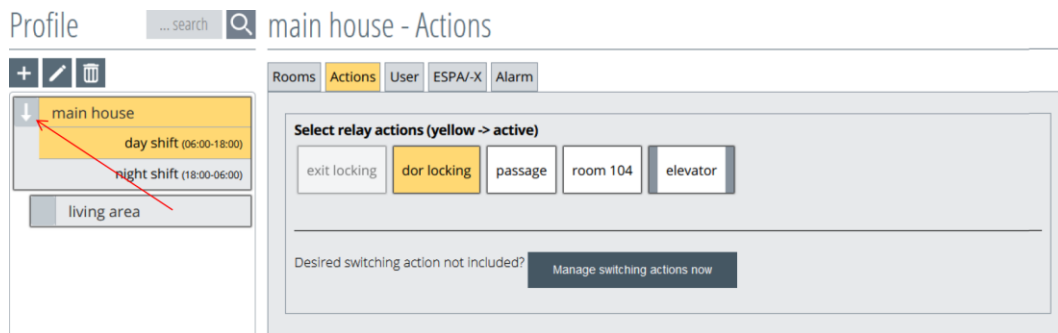 Profile
... search
main house - Actions
main house
day shift (06:00-18:00)
night shift (18:00-06:00)
living area
Rooms Actions User ESPA/-X Alarm
Select relay actions (yellow -> active)
exit locking dor locking passage room 104 elevator
Desired switching action not included? Manage switching actions now